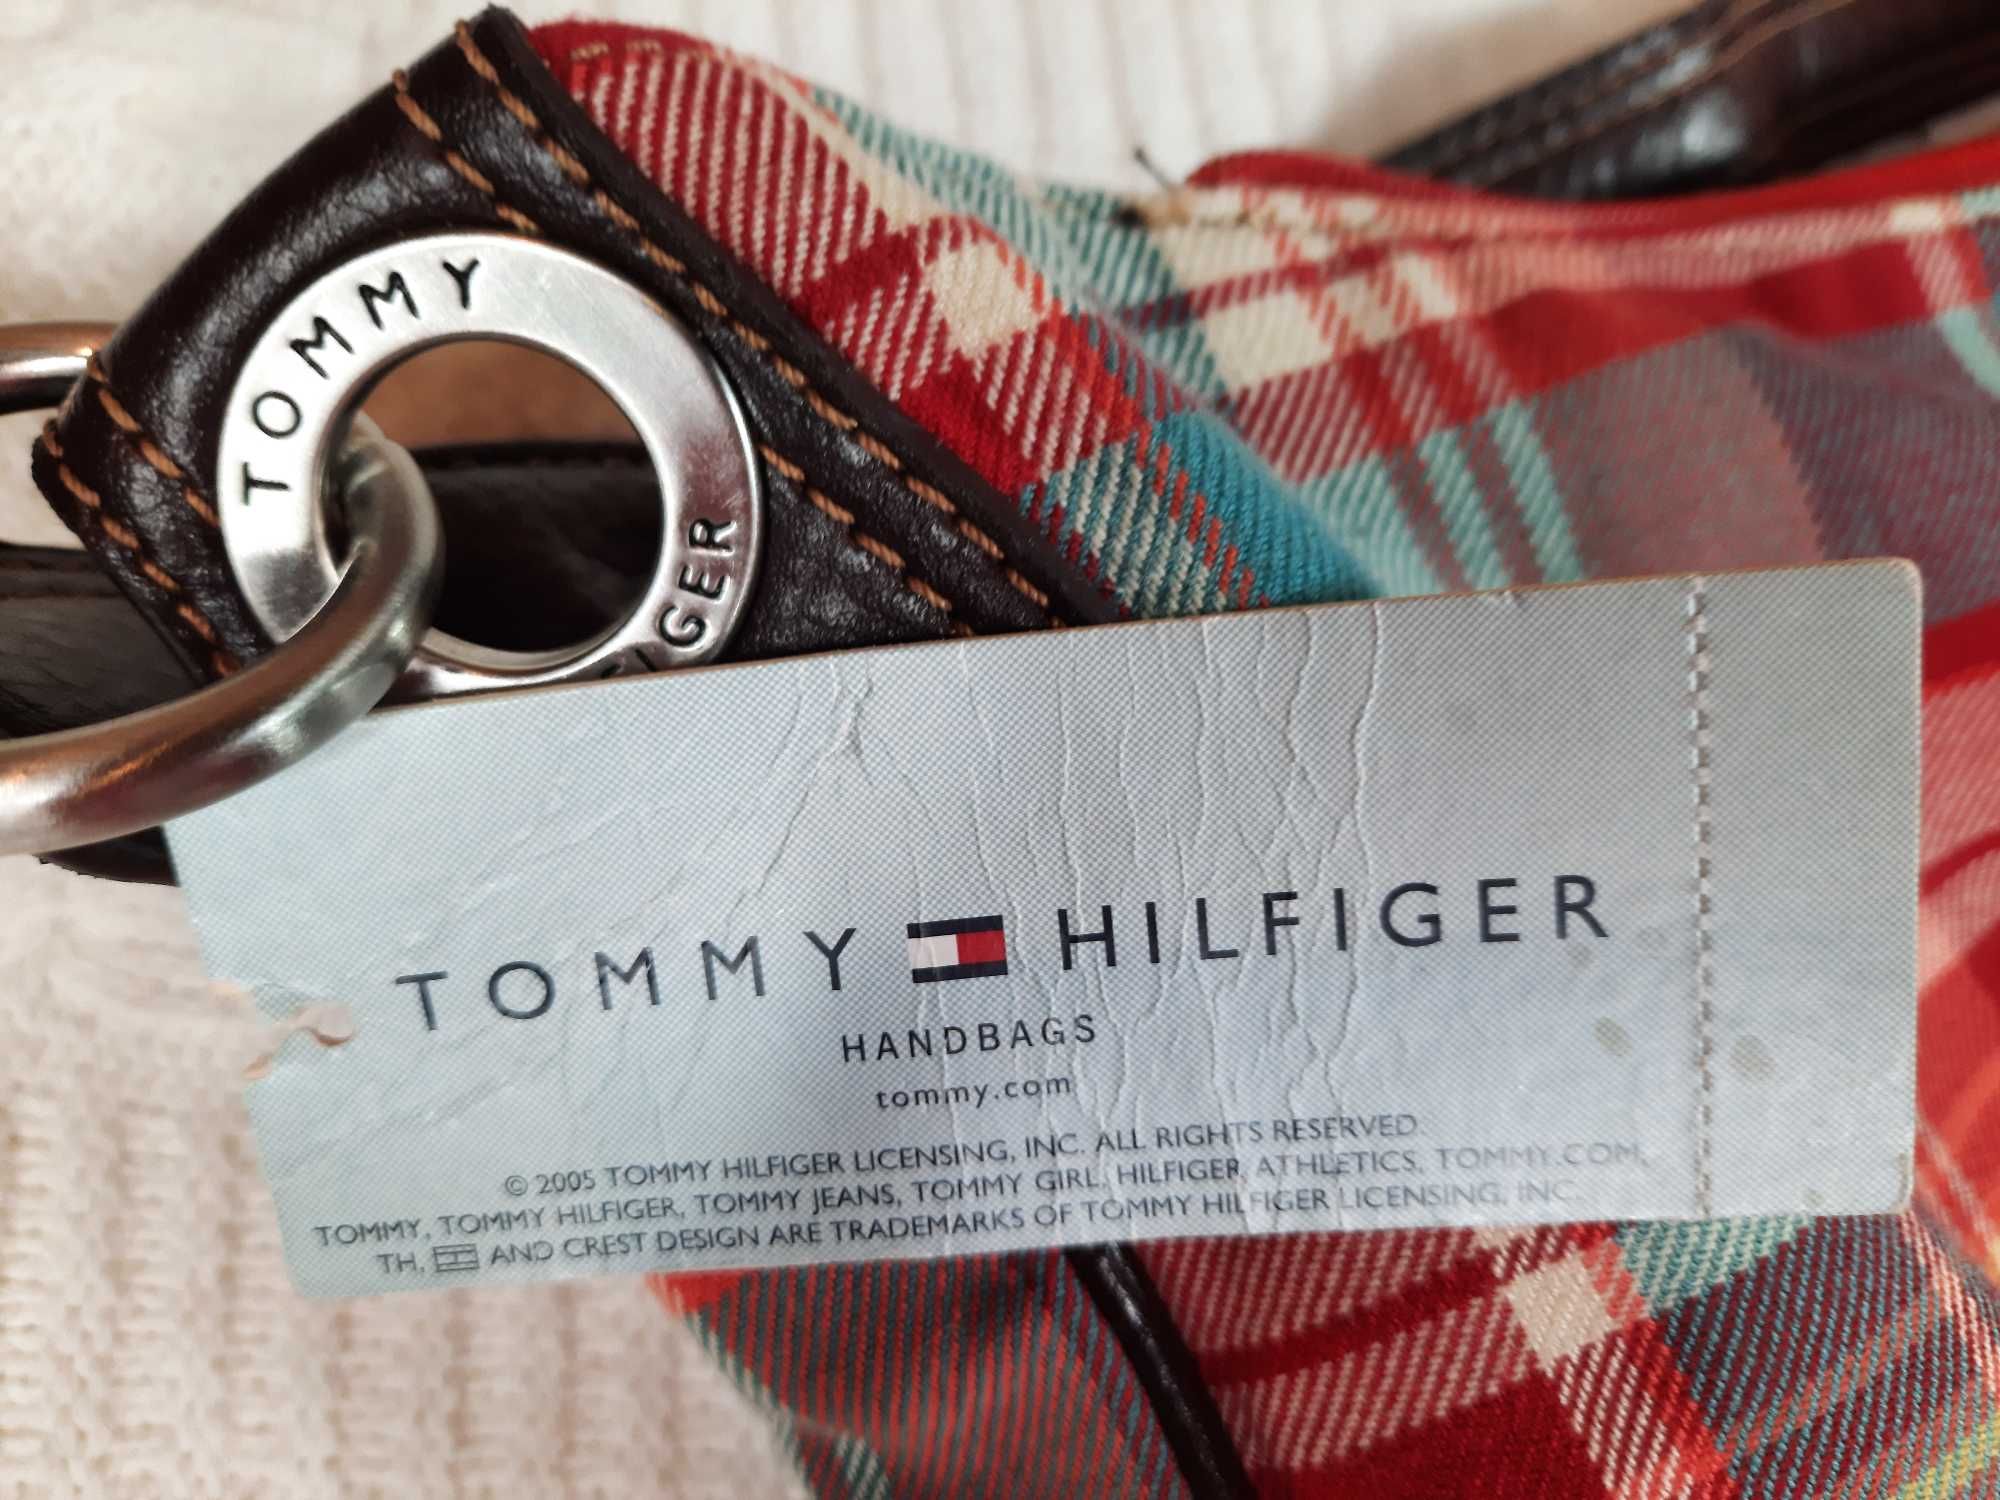 TOMMY
FIGER
TOMMY HILFIGER
HANDBAGS
tommy.com
© 2005 TOMMY HILFIGER LICENSING, INC. ALL RIGHTS RESERVED.
TOMMY, TOMMY HILFIGER, TOMMY JEANS, TOMMY GIRL, HILFIGER, ATHLETICS, TOMMY.COM,
TH, AND CREST DESIGN ARE TRADEMARKS OF TOMMY HILFIGER LICENSING, INC.